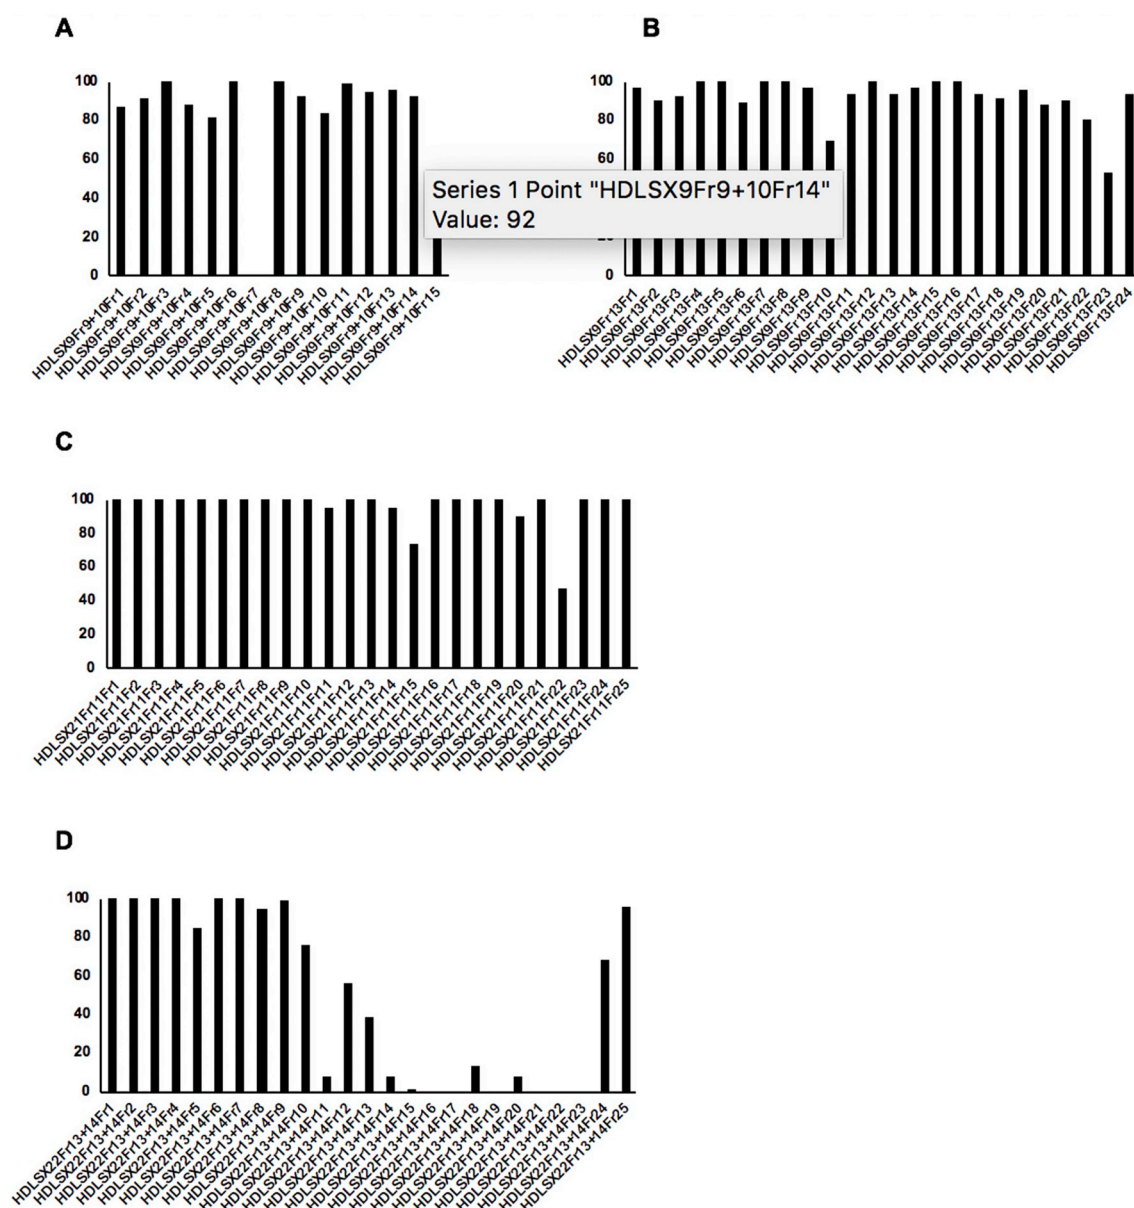 A
100
80
60
40
20
0
HDLSX9Fr9+10Fr1
HDLSX9Fr9+10Fr2
HDLSX9Fr9+10Fr3
HDLSX9Fr9+10Fr4
HDLSX9Fr9+10Fr5
HDLSX9Fr9+10Fr6
HDLSX9Fr9+10Fr7
HDLSX9Fr9+10Fr8
HDLSX9Fr9+10Fr9
HDLSX9Fr9+10Fr10
HDLSX9Fr9+10Fr11
HDLSX9Fr9+10Fr12
HDLSX9Fr9+10Fr13
HDLSX9Fr9+10Fr14
HDLSX9Fr9+10Fr15
Series 1 Point "HDLSX9Fr9+10Fr14"
Value: 92
B
100
80
60
20
0
HDLSX9Fr13Fr1
HDLSX9Fr13Fr2
HDLSX9Fr13Fr3
HDLSX9Fr13Fr4
HDLSX9Fr13Fr5
HDLSX9Fr13Fr6
HDLSX9Fr13Fr7
HDLSX9Fr13Fr8
HDLSX9Fr13Fr9
HDLSX9Fr13Fr10
HDLSX9Fr13Fr11
HDLSX9Fr13Fr12
HDLSX9Fr13Fr13
HDLSX9Fr13Fr14
HDLSX9Fr13Fr15
HDLSX9Fr13Fr16
HDLSX9Fr13Fr17
HDLSX9Fr13Fr18
HDLSX9Fr13Fr19
HDLSX9Fr13Fr20
HDLSX9Fr13Fr21
HDLSX9Fr13Fr22
HDLSX9Fr13Fr23
HDLSX9Fr13Fr24
C
100
80
60
40
20
0
HDLSX21Fr11Fr1
HDLSX21Fr11Fr2
HDLSX21Fr11Fr3
HDLSX21Fr11Fr4
HDLSX21Fr11Fr5
HDLSX21Fr11Fr6
HDLSX21Fr11Fr7
HDLSX21Fr11Fr8
HDLSX21Fr11Fr9
HDLSX21Fr11Fr10
HDLSX21Fr11Fr11
HDLSX21Fr11Fr12
HDLSX21Fr11Fr13
HDLSX21Fr11Fr14
HDLSX21Fr11Fr15
HDLSX21Fr11Fr16
HDLSX21Fr11Fr17
HDLSX21Fr11Fr18
HDLSX21Fr11Fr19
HDLSX21Fr11Fr20
HDLSX21Fr11Fr21
HDLSX21Fr11Fr22
HDLSX21Fr11Fr23
HDLSX21Fr11Fr24
HDLSX21Fr11Fr25
D
100
80
60
40
20
0
HDLSX22Fr13+14Fr1
HDLSX22Fr13+14Fr2
HDLSX22Fr13+14Fr3
HDLSX22Fr13+14Fr4
HDLSX22Fr13+14Fr5
HDLSX22Fr13+14Fr6
HDLSX22Fr13+14Fr7
HDLSX22Fr13+14Fr8
HDLSX22Fr13+14Fr9
HDLSX22Fr13+14Fr10
HDLSX22Fr13+14Fr11
HDLSX22Fr13+14Fr12
HDLSX22Fr13+14Fr13
HDLSX22Fr13+14Fr14
HDLSX22Fr13+14Fr15
HDLSX22Fr13+14Fr16
HDLSX22Fr13+14Fr17
HDLSX22Fr13+14Fr18
HDLSX22Fr13+14Fr19
HDLSX22Fr13+14Fr20
HDLSX22Fr13+14Fr21
HDLSX22Fr13+14Fr22
HDLSX22Fr13+14Fr23
HDLSX22Fr13+14Fr24
HDLSX22Fr13+14Fr25